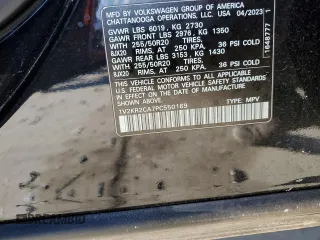 MFD BY VOLKSWAGEN GROUP OF AMERICA
CHATTANOOGA OPERATIONS, LLC. USA 04/2023
GVWR LBS 6019, KG 2730
GAWR FRONT LBS 2976, KG 1350
WITH 255/50R20 TIRES,
8JX20 RIMS, AT 250 KPA, 36 PSI COLD
GAWR REAR LBS 3153, KG 1430
WITH 255/50R20 TIRES,
8JX20 RIMS, AT 250 KPA, 36 PSI COLD
THIS VEHICLE CONFORMS TO ALL APPLICABLE
U.S. FEDERAL MOTOR VEHICLE SAFETY
STANDARDS IN EFFECT ON THE DATE OF
MANUFACTURE SHOWN ABOVE.
1V2KR2CA7PC550189 TYPE: MPV
1648777